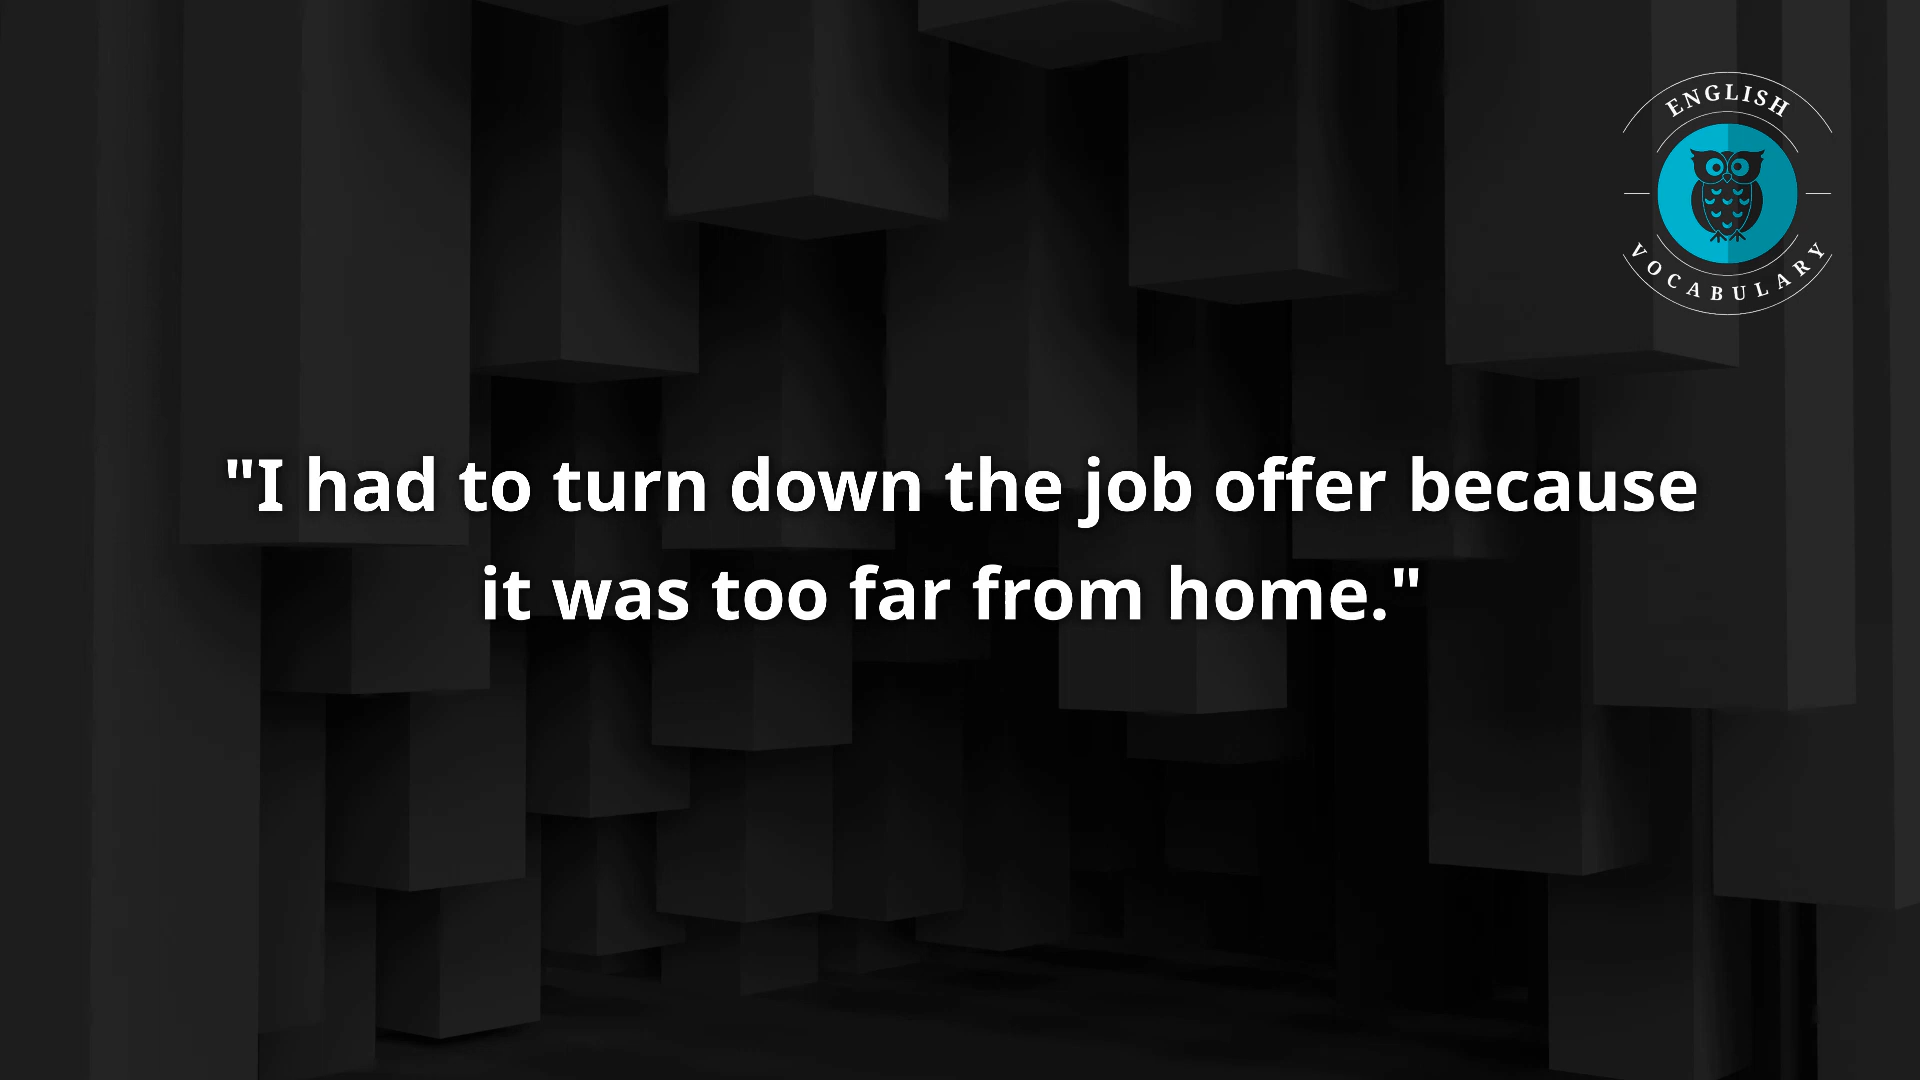 ENGLISH
VOCABULARY
"I had to turn down the job offer because
it was too far from home."